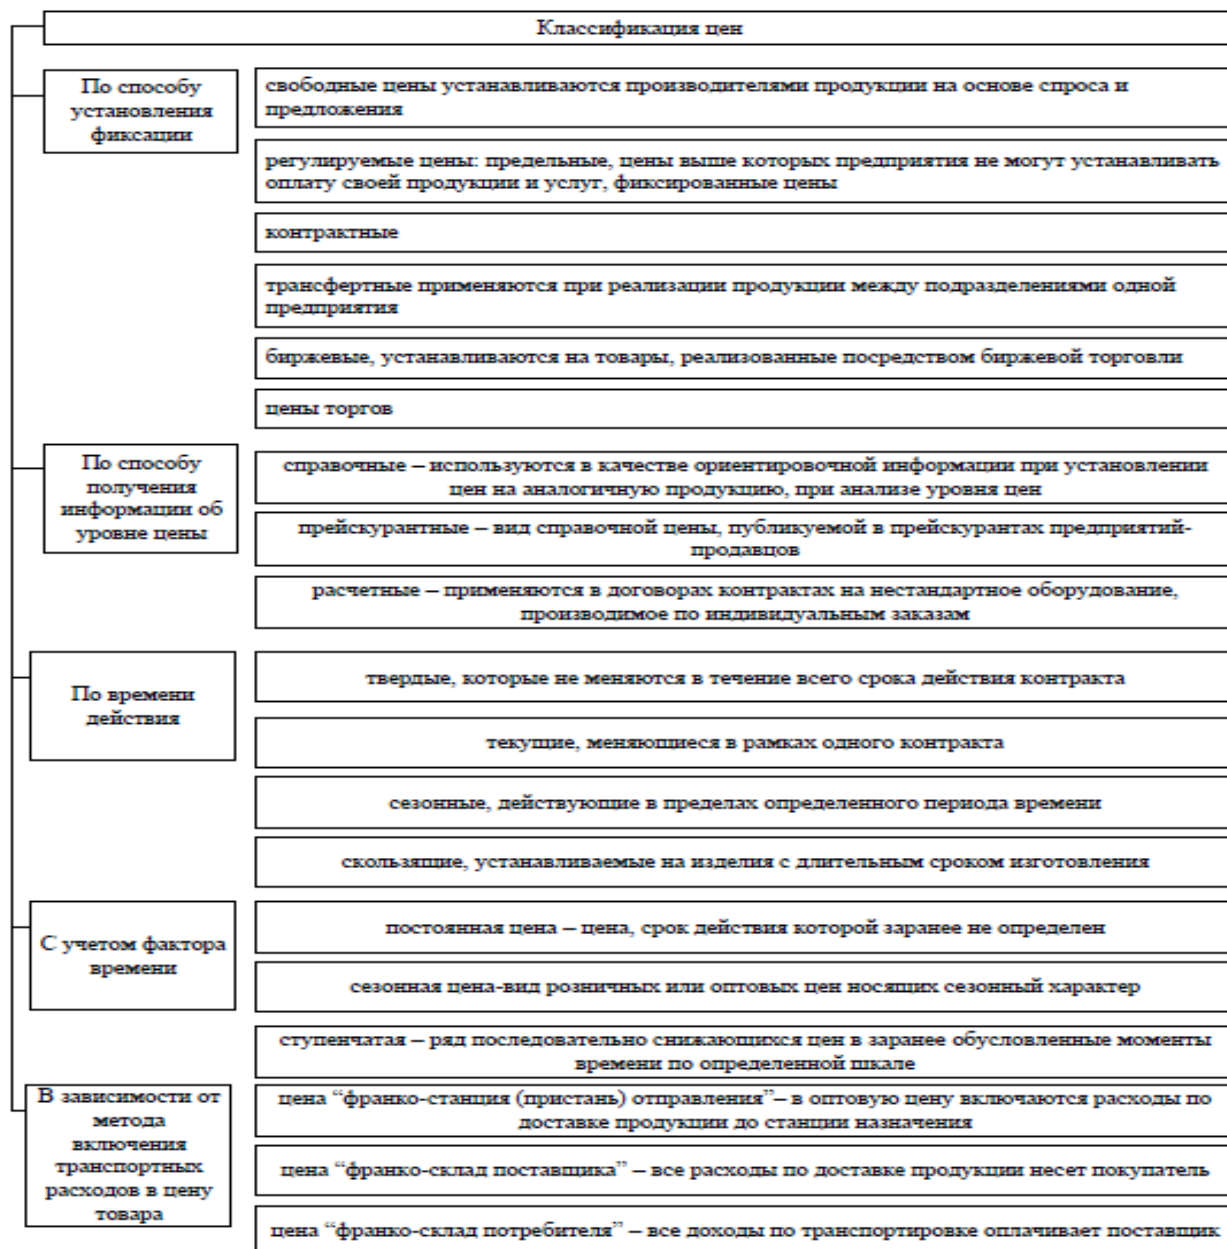 Классификация цен
По способу
установления
фиксации
свободные цены устанавливаются производителями продукции на основе спроса и
предложения
регулируемые цены: предельные, цены выше которых предприятия не могут устанавливать
оплату своей продукции и услуг, фиксированные цены
контрактные
трансфертные применяются при реализации продукции между подразделениями одной
предприятия
биржевые, устанавливаются на товары, реализованные посредством биржевой торговли
цены торгов
По способу
получения
информации об
уровне цены
справочные – используются в качестве ориентировочной информации при установлении
цен на аналогичную продукцию, при анализе уровня цен
прейскурантные – вид справочной цены, публикуемой в прейскурантах предприятий-
продавцов
расчетные – применяются в договорах контрактах на нестандартное оборудование,
производимое по индивидуальным заказам
По времени
действия
твердые, которые не меняются в течение всего срока действия контракта
текущие, меняющиеся в рамках одного контракта
сезонные, действующие в пределах определенного периода времени
скользящие, устанавливаемые на изделия с длительным сроком изготовления
С учетом фактора
времени
постоянная цена – цена, срок действия которой заранее не определен
сезонная цена-вид розничных или оптовых цен носящих сезонный характер
ступенчатая – ряд последовательно снижающихся цен в заранее обусловленные моменты
времени по определенной шкале
В зависимости от
метода
включения
транспортных
расходов в цену
товара
цена “франко-станция (пристань) отправления”– в оптовую цену включаются расходы по
доставке продукции до станции назначения
цена “франко-склад поставщика” – все расходы по доставке продукции несет покупатель
цена “франко-склад потребителя” – все доходы по транспортировке оплачивает поставщик